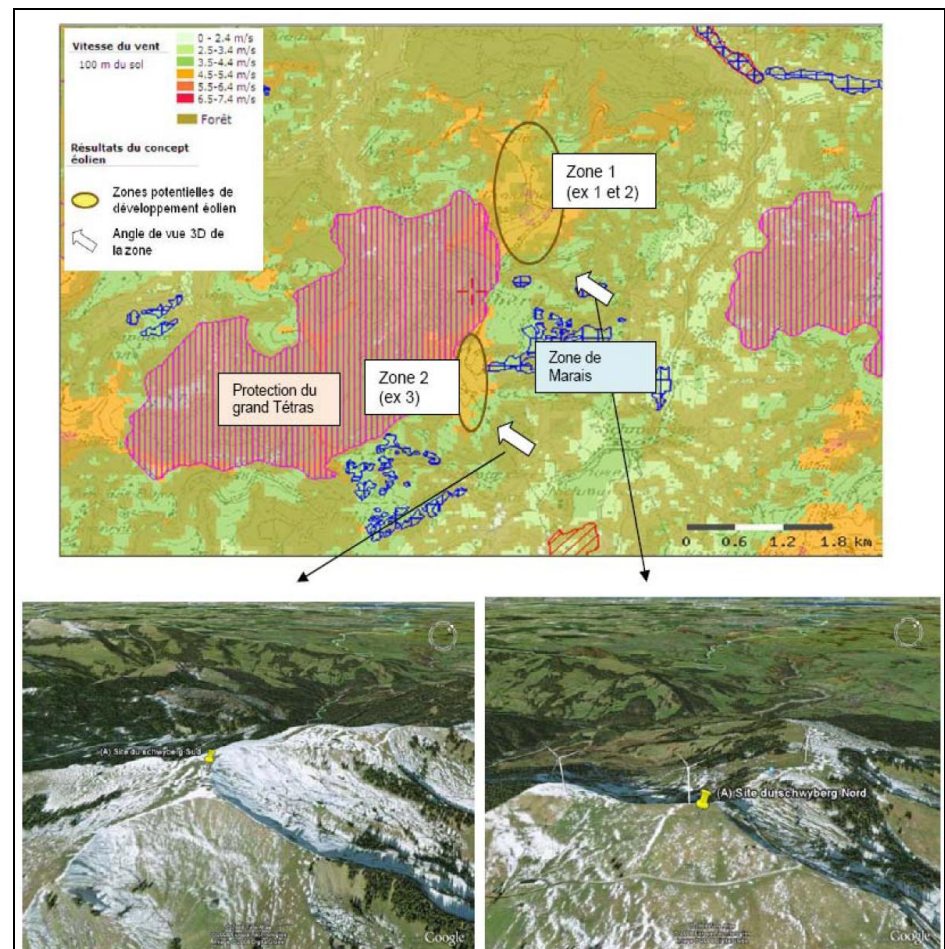 Vitesse du vent
100 m du sol
0 - 2.4 m/s
2.5-3.4 m/s
3.5-4.4 m/s
4.5-5.4 m/s
5.5-6.4 m/s
6.5-7.4 m/s
Forêt
Résultats du concept
éolien
Zones potentielles de
développement éolien
Angle de vue 3D de
la zone
Zone 1
(ex 1 et 2)
Zone 2
(ex 3)
Zone de
Marais
Protection du
grand Tétras
0 0.6 1.2 1.8 km
(A) Site du schwyberg Sud
Google
(A) Site du schwyberg Nord
Google